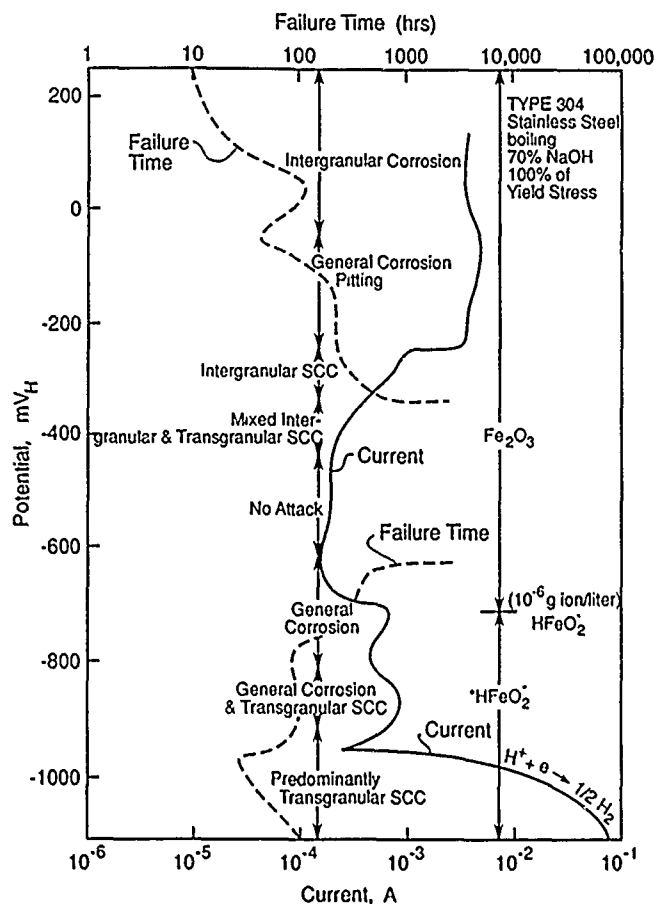 Failure Time (hrs)
1 10 100 1000 10,000 100,000
200
0
-200
-400
-600
-800
-1000
Potential, mV_H
TYPE 304
Stainless Steel
boiling
70% NaOH
100% of
Yield Stress
Failure
Time
Intergranular Corrosion
General Corrosion
Pitting
Intergranular SCC
Mixed Inter-
granular & Transgranular SCC
Current
Fe₂O₃
No Attack
Failure Time
(10⁻⁶ g ion/liter)
HFeO₂⁻
General
Corrosion
General Corrosion
& Transgranular SCC
•HFeO₂⁻
Current
H⁺ + e → 1/2 H₂
Predominantly
Transgranular SCC
10⁻⁶ 10⁻⁵ 10⁻⁴ 10⁻³ 10⁻² 10⁻¹
Current, A